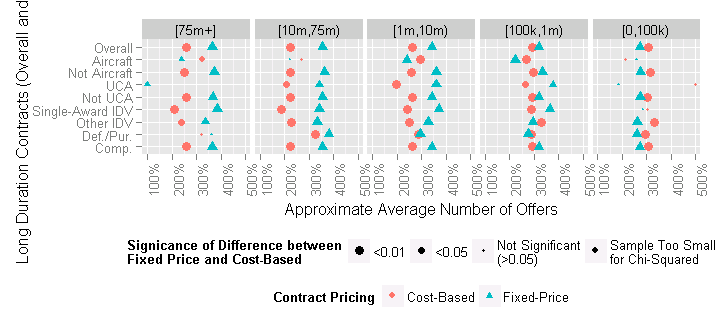 Long Duration Contracts (Overall and
[75m+] [10m,75m) [1m,10m) [100k,1m) [0,100k)
Overall
Aircraft
Not Aircraft
UCA
Not UCA
Single-Award IDV
Other IDV
Def./Pur.
Comp.
100% 200% 300% 400% 500% 100% 200% 300% 400% 500% 100% 200% 300% 400% 500% 100% 200% 300% 400% 500% 100% 200% 300% 400% 500%
Approximate Average Number of Offers
Signicance of Difference between
Fixed Price and Cost-Based
<0.01
<0.05
Not Significant
(>0.05)
Sample Too Small
for Chi-Squared
Contract Pricing
Cost-Based
Fixed-Price